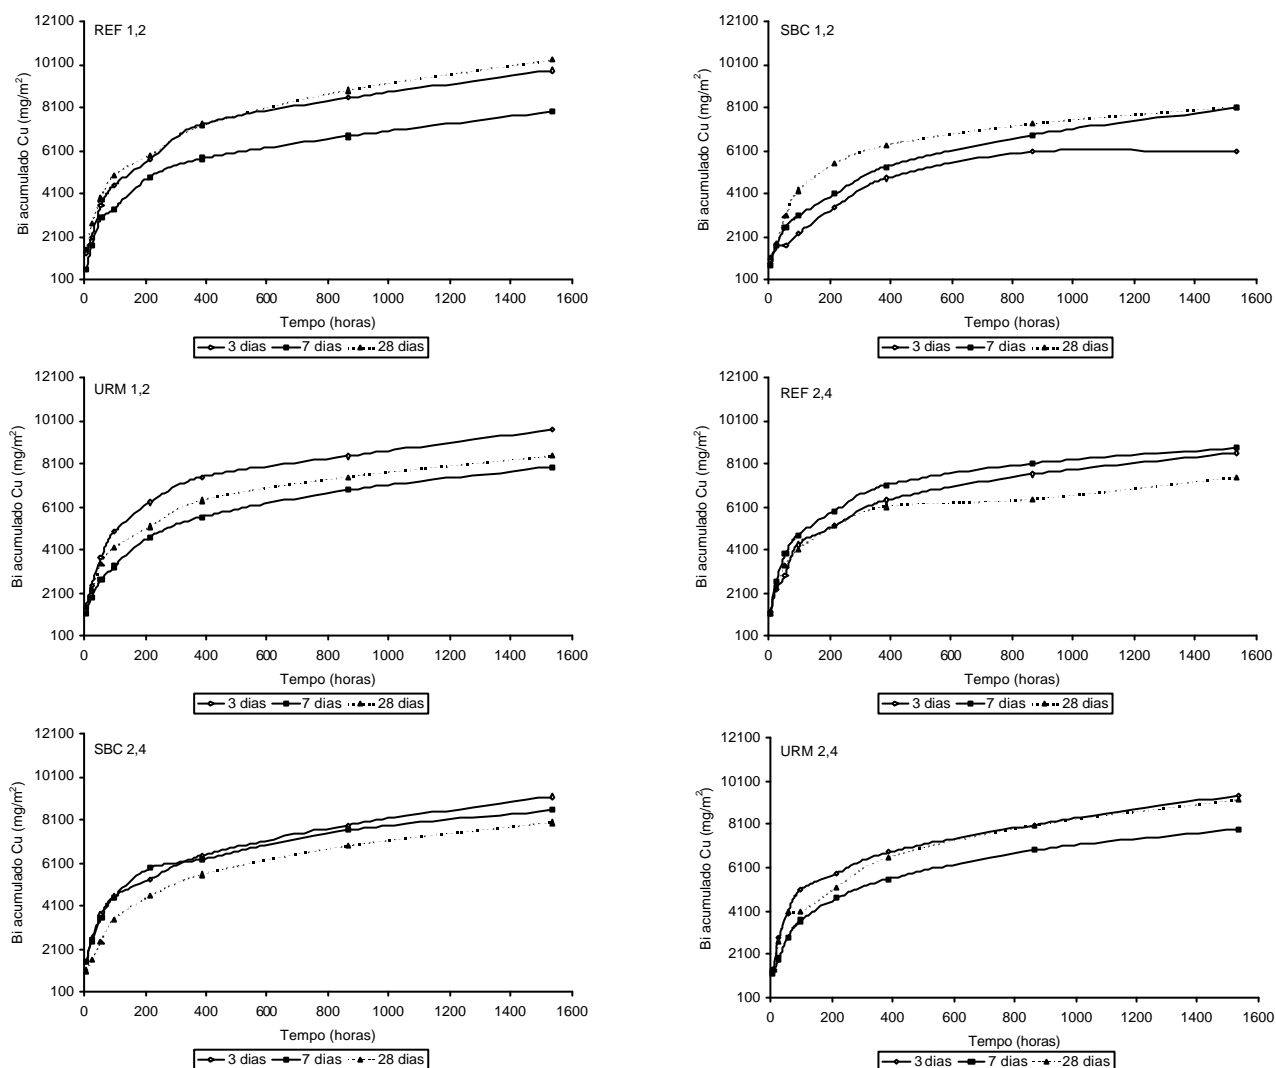 REF 1,2
Bi acumulado Cu (mg/m²)
12100
10100
8100
6100
4100
2100
100
0 200 400 600 800 1000 1200 1400 1600
Tempo (horas)
3 dias 7 dias 28 dias
SBC 1,2
Bi acumulado Cu (mg/m²)
12100
10100
8100
6100
4100
2100
100
0 200 400 600 800 1000 1200 1400 1600
Tempo (horas)
3 dias 7 dias 28 dias
URM 1,2
Bi acumulado Cu (mg/m²)
12100
10100
8100
6100
4100
2100
100
0 200 400 600 800 1000 1200 1400 1600
Tempo (horas)
3 dias 7 dias 28 dias
REF 2,4
Bi acumulado Cu (mg/m²)
12100
10100
8100
6100
4100
2100
100
0 200 400 600 800 1000 1200 1400 1600
Tempo (horas)
3 dias 7 dias 28 dias
SBC 2,4
Bi acumulado Cu (mg/m²)
12100
10100
8100
6100
4100
2100
100
0 200 400 600 800 1000 1200 1400 1600
Tempo (horas)
3 dias 7 dias 28 dias
URM 2,4
Bi acumulado Cu (mg/m²)
12100
10100
8100
6100
4100
2100
100
0 200 400 600 800 1000 1200 1400 1600
Tempo (horas)
3 dias 7 dias 28 dias